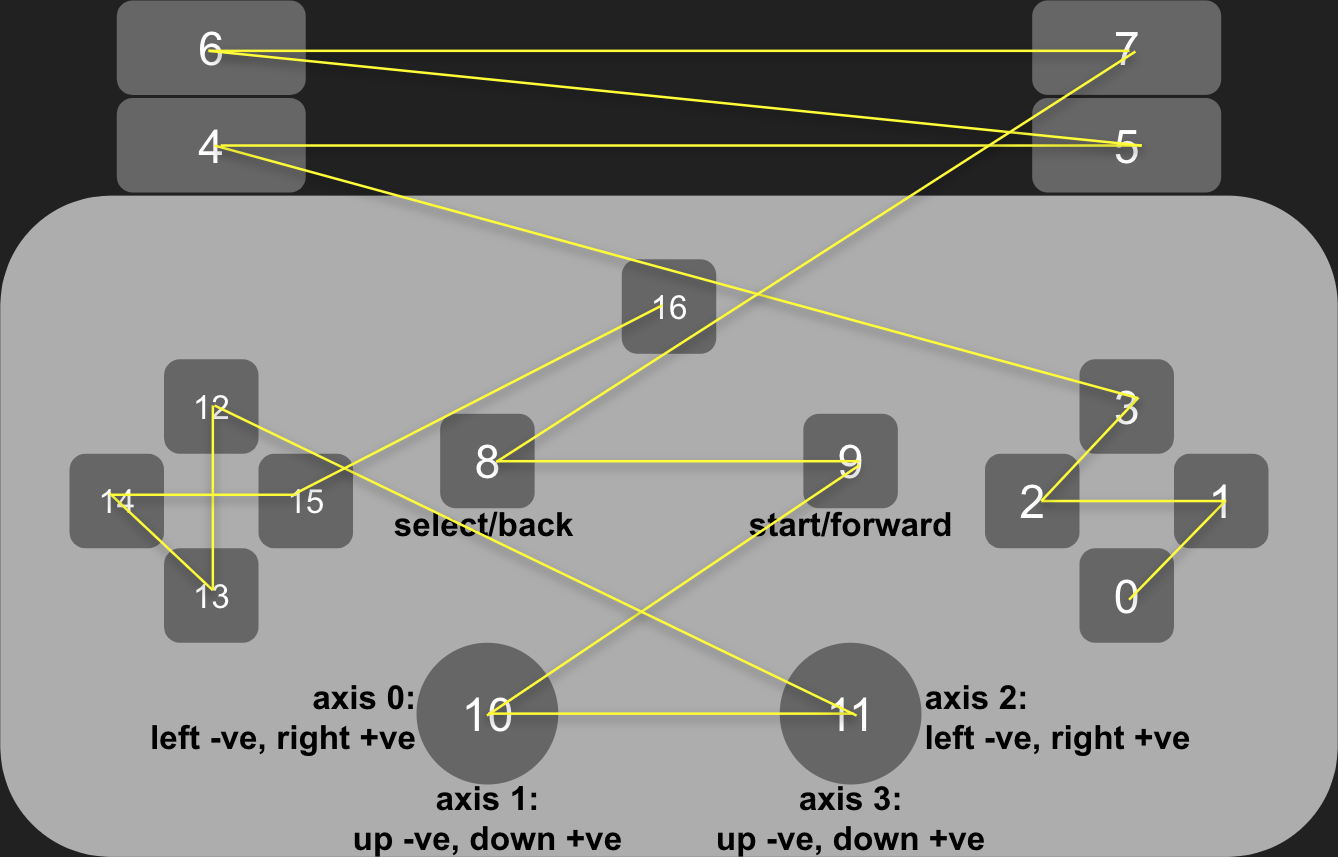 6 7
4 5
16
12 3
8 9
14 15 2 1
select/back start/forward
13 0
axis 0:
left -ve, right +ve
10 11
axis 2:
left -ve, right +ve
axis 1:
up -ve, down +ve
axis 3:
up -ve, down +ve